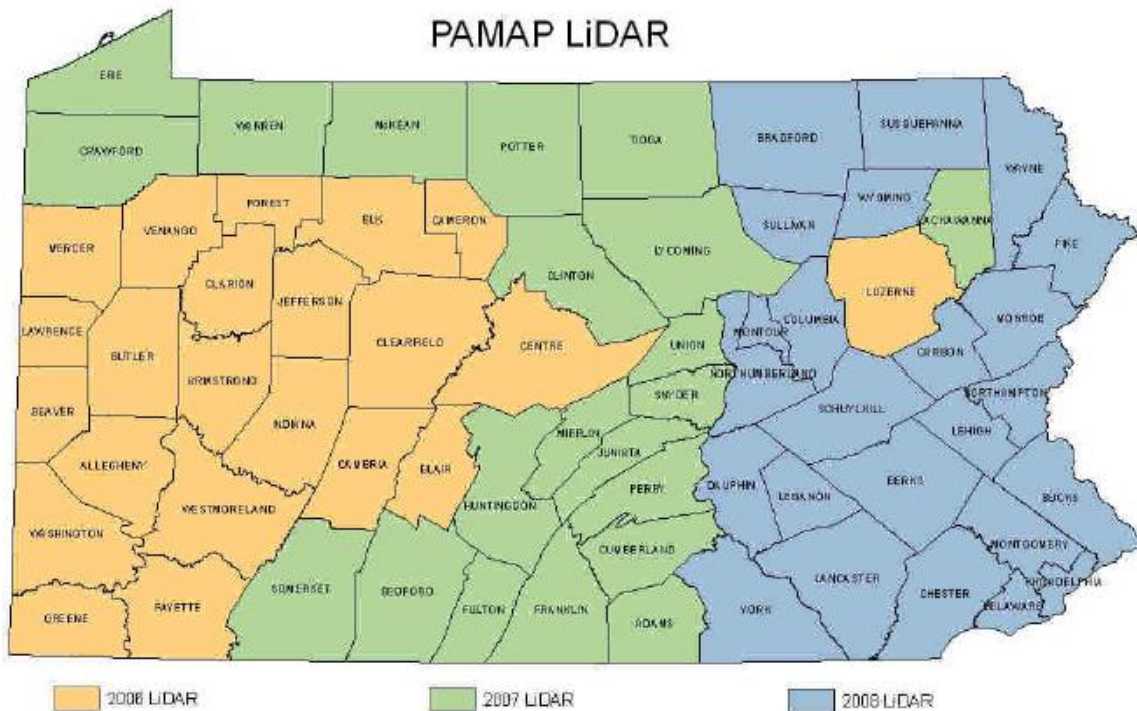 PAMAP LiDAR
ERIE
WARREN
McKEAN
POTTER
TIOGA
BRADFORD
SUSQUEHANNA
CRAWFORD
WAYNE
FOREST
WYOMING
LACKAWANNA
VENANGO
ELK
CAMERON
SULLIVAN
MERCER
PIKE
LYCOMING
CLINTON
CLARION
LUZERNE
JEFFERSON
COLUMBIA
MONROE
LAWRENCE
MONTOUR
CLEARFIELD
CENTRE
UNION
CARBON
BUTLER
NORTHUMBERLAND
ARMSTRONG
SNYDER
NORTHAMPTON
BEAVER
SCHUYLKILL
INDIANA
MIFFLIN
LEHIGH
JUNIATA
ALLEGHENY
CAMBRIA
BLAIR
PERRY
DAUPHIN
BERKS
LEBANON
BUCKS
HUNTINGDON
WESTMORELAND
WASHINGTON
CUMBERLAND
MONTGOMERY
LANCASTER
PHILADELPHIA
SOMERSET
BEDFORD
CHESTER
FULTON
FRANKLIN
YORK
DELAWARE
FAYETTE
GREENE
ADAMS
2006 LiDAR
2007 LiDAR
2008 LiDAR